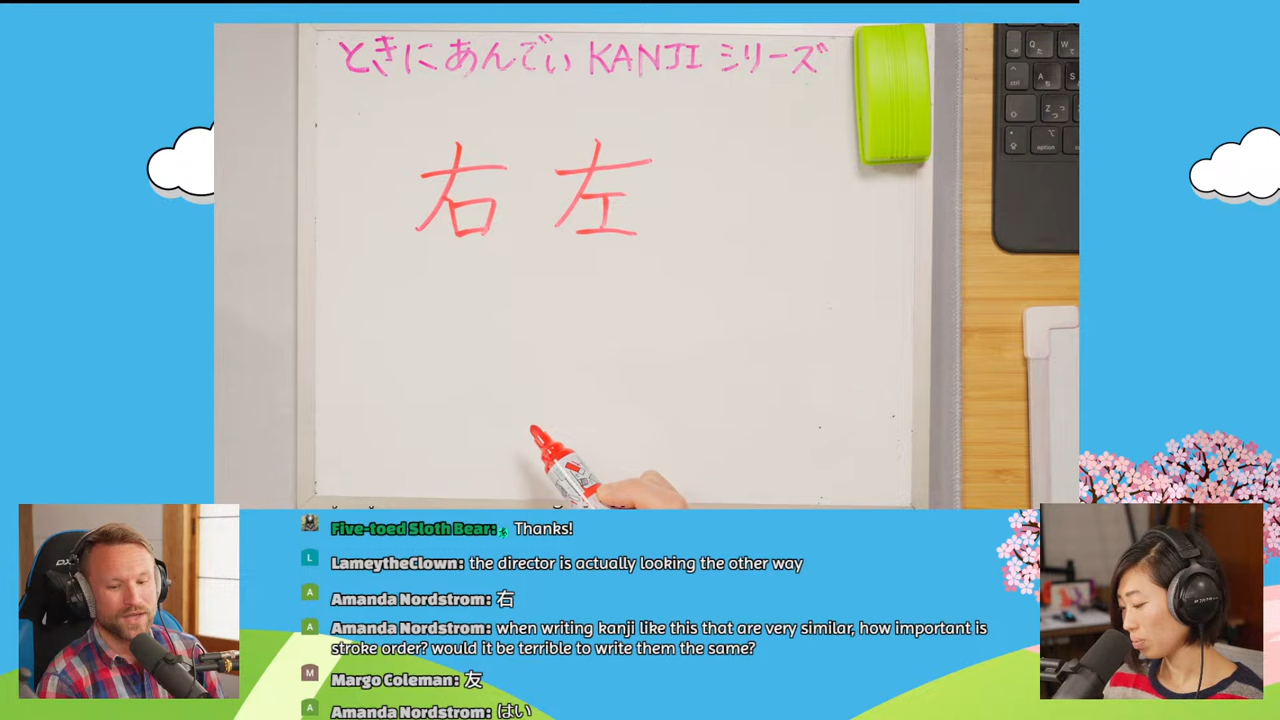 ときにあんでぃ KANJI シリーズ
右 左
Five-toed Sloth Bear: Thanks!
L LameytheClown: the director is actually looking the other way
A Amanda Nordstrom: 右
A Amanda Nordstrom: when writing kanji like this that are very similar, how important is
stroke order? would it be terrible to write them the same?
M Margo Coleman: 友
A Amanda Nordstrom: はい
Q
W
ctrl
A
S
Z
option
DX